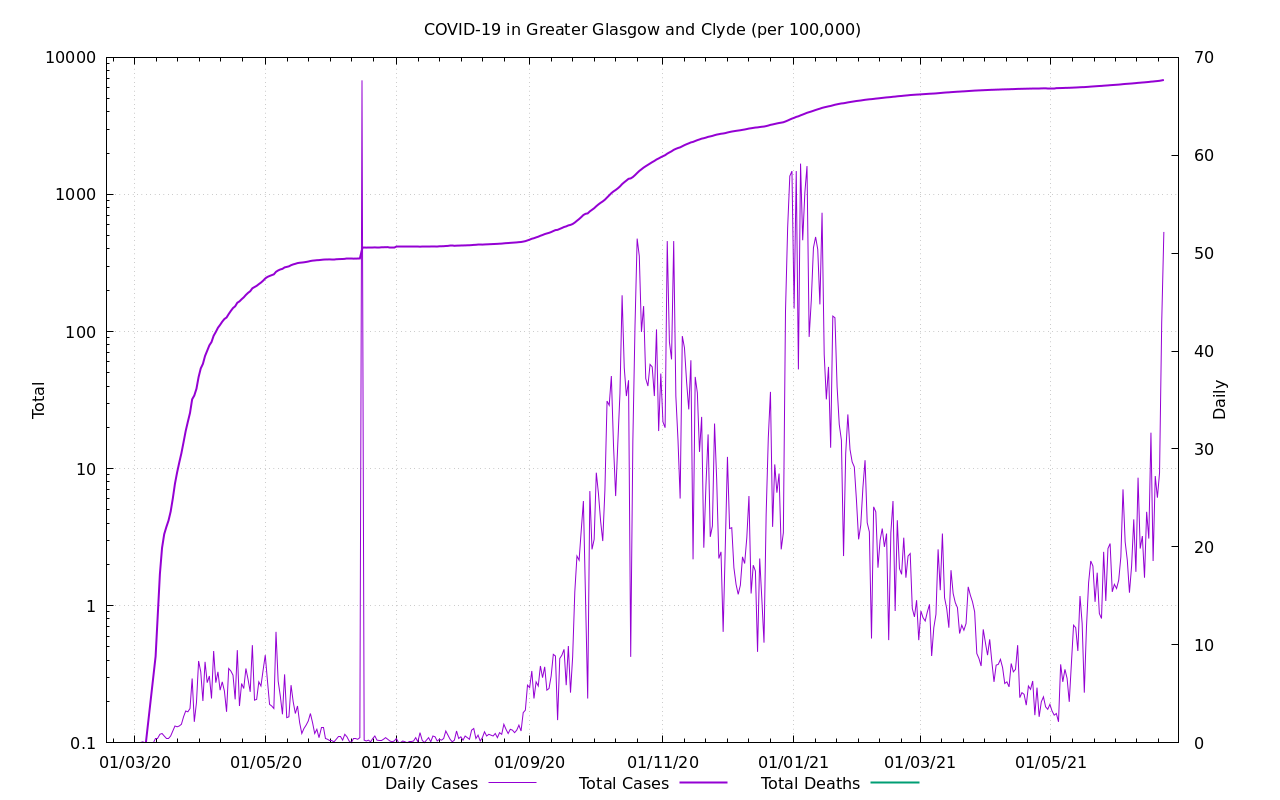 COVID-19 in Greater Glasgow and Clyde (per 100,000)
10000
1000
100
10
1
0.1
Total
70
60
50
40
30
20
10
0
Daily
01/03/20 01/05/20 01/07/20 01/09/20 01/11/20 01/01/21 01/03/21 01/05/21
Daily Cases Total Cases Total Deaths